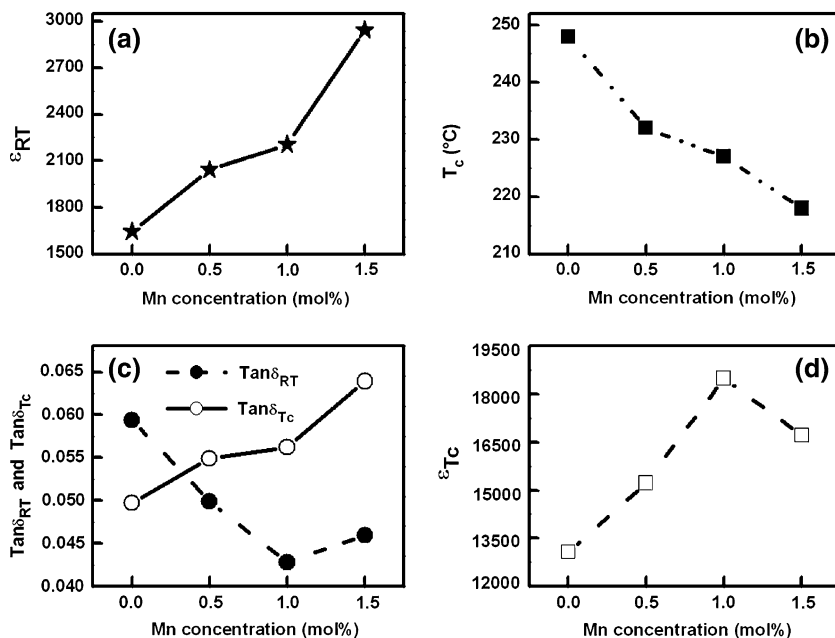 (a)
3000
2700
2400
2100
1800
1500
εRT
0.0 0.5 1.0 1.5
Mn concentration (mol%)
(b)
250
240
230
220
210
Tc (°C)
0.0 0.5 1.0 1.5
Mn concentration (mol%)
(c)
TanδRT
TanδTc
0.065
0.060
0.055
0.050
0.045
0.040
TanδRT and TanδTc
0.0 0.5 1.0 1.5
Mn concentration (mol%)
(d)
19500
18000
16500
15000
13500
12000
εTc
0.0 0.5 1.0 1.5
Mn concentration (mol%)